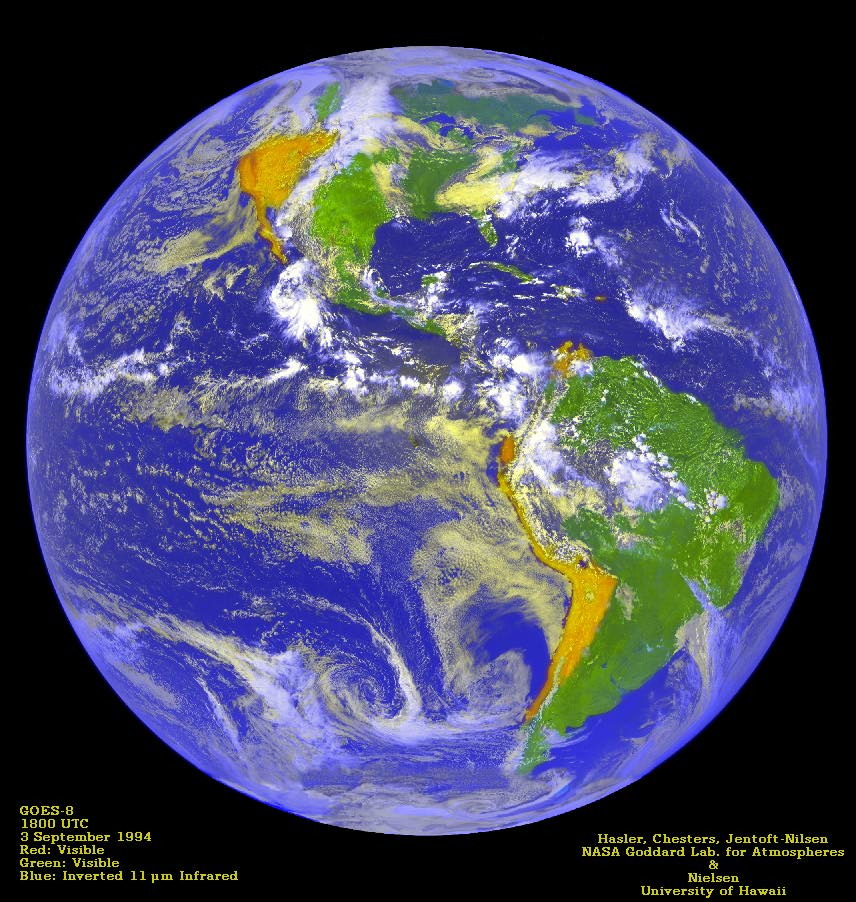 GOES-8
1800 UTC
3 September 1994
Red: Visible
Green: Visible
Blue: Inverted 11 µm Infrared
Hasler, Chesters, Jentoft-Nilsen
NASA Goddard Lab. for Atmospheres
&
Nielsen
University of Hawaii